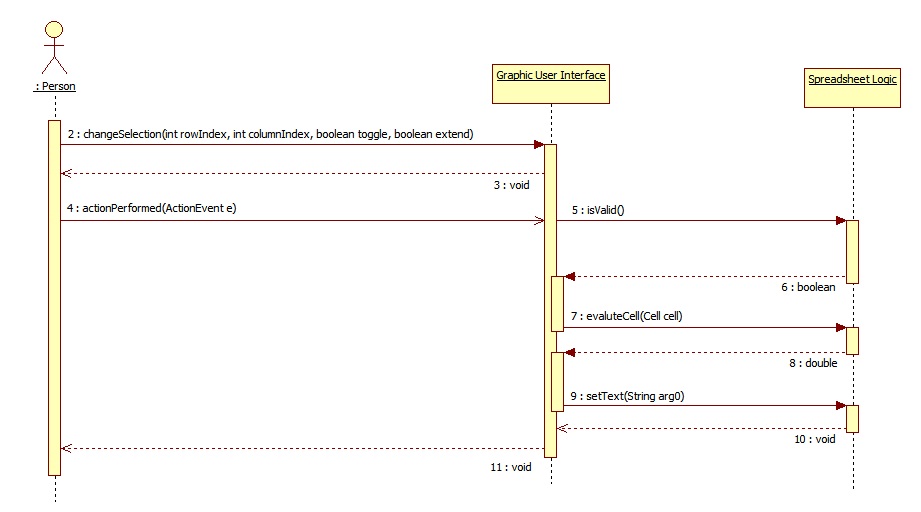 : Person
Graphic User Interface
Spreadsheet Logic
2 : changeSelection(int rowIndex, int columnIndex, boolean toggle, boolean extend)
3 : void
4 : actionPerformed(ActionEvent e)
5 : isValid()
6 : boolean
7 : evaluteCell(Cell cell)
8 : double
9 : setText(String arg0)
10 : void
11 : void